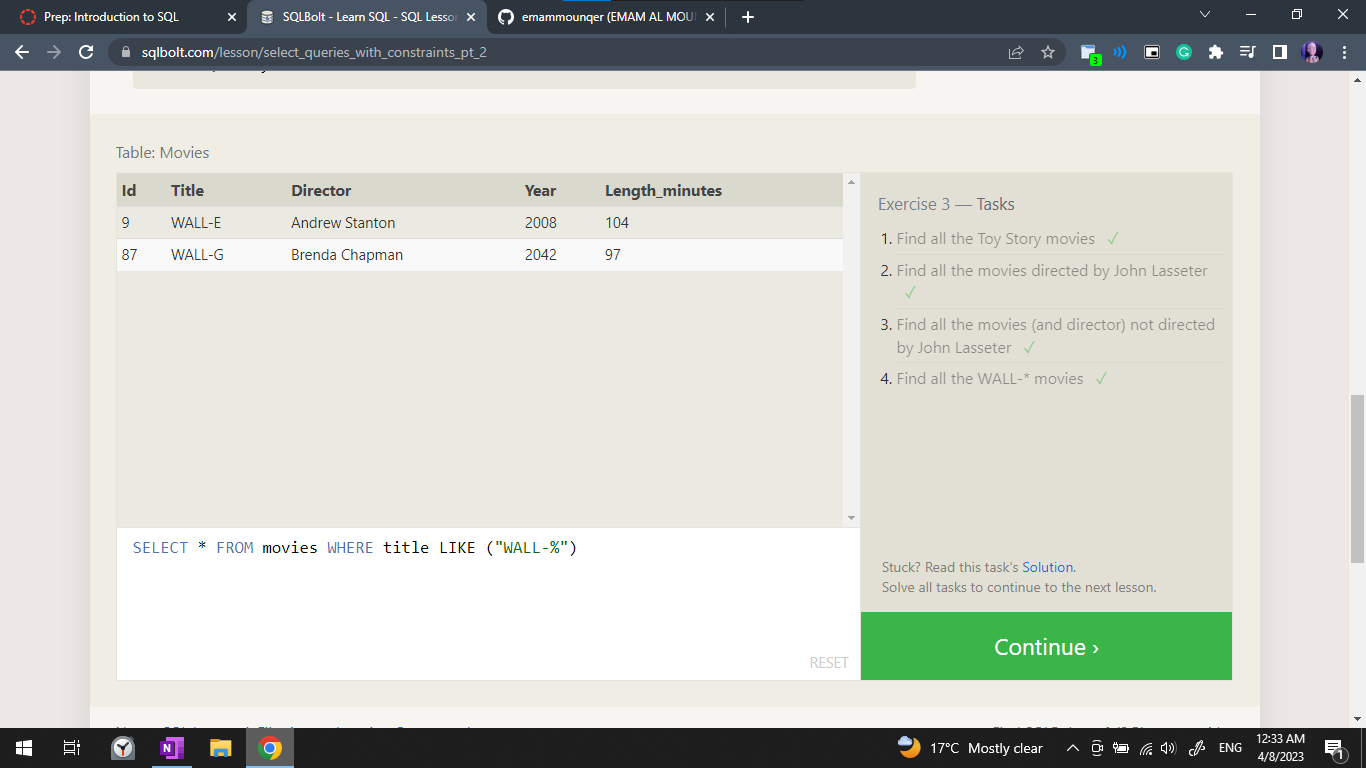 Prep: Introduction to SQL
SQLBolt - Learn SQL - SQL Lesson
emammounqer (EMAM AL MOU
sqlbolt.com/lesson/select_queries_with_constraints_pt_2
3
Table: Movies
Id Title Director Year Length_minutes
9 WALL-E Andrew Stanton 2008 104
87 WALL-G Brenda Chapman 2042 97
Exercise 3 — Tasks
1. Find all the Toy Story movies ✓
2. Find all the movies directed by John Lasseter
✓
3. Find all the movies (and director) not directed
by John Lasseter ✓
4. Find all the WALL-* movies ✓
SELECT * FROM movies WHERE title LIKE ("WALL-%")
RESET
Stuck? Read this task's Solution.
Solve all tasks to continue to the next lesson.
Continue ›
17°C Mostly clear
ENG
12:33 AM
4/8/2023
1